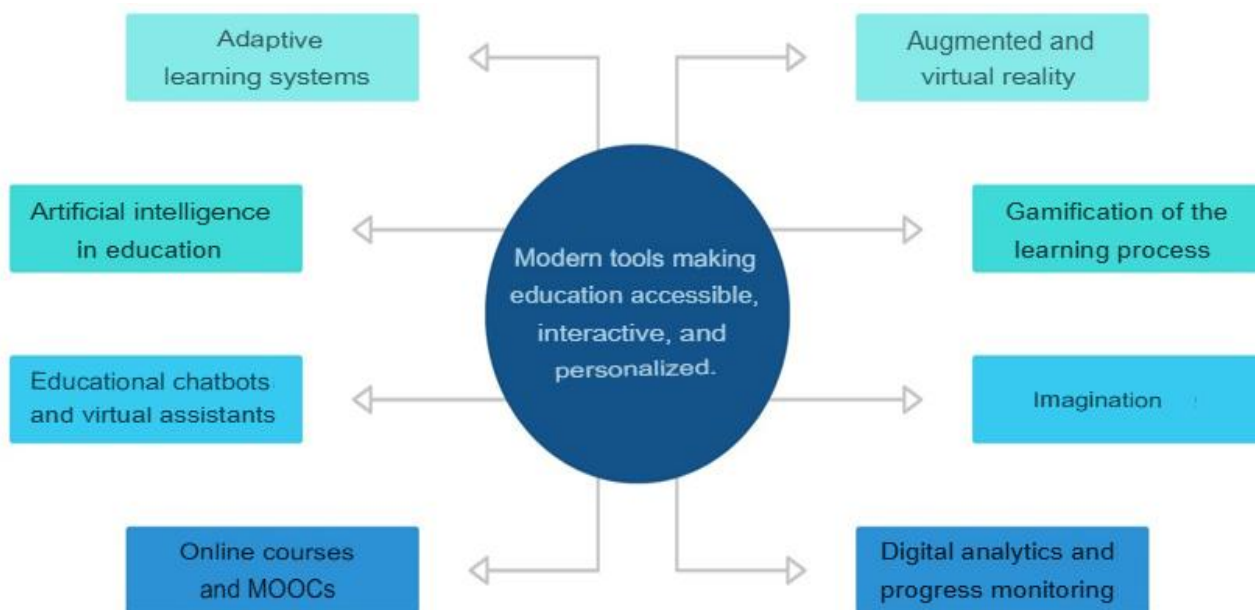 Adaptive
learning systems
Augmented and
virtual reality
Artificial intelligence
in education
Gamification of the
learning process
Modern tools making
education accessible,
interactive, and
personalized.
Educational chatbots
and virtual assistants
Imagination
Online courses
and MOOCs
Digital analytics and
progress monitoring